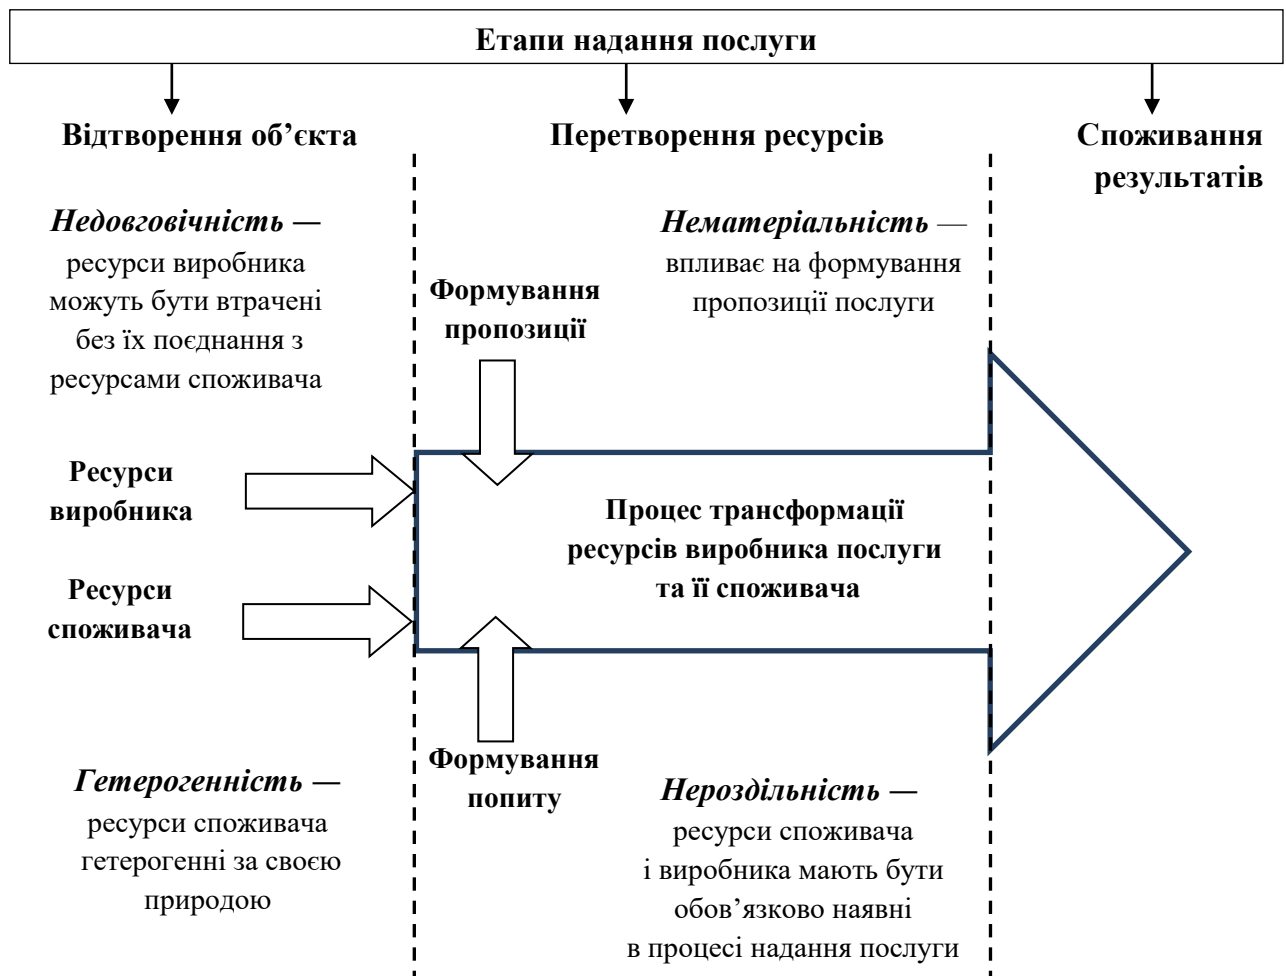 Етапи надання послуги
Відтворення об’єкта
Перетворення ресурсів
Споживання
результатів
Недовговічність —
ресурси виробника
можуть бути втрачені
без їх поєднання з
ресурсами споживача
Формування
пропозиції
Нематеріальність —
впливає на формування
пропозиції послуги
Ресурси
виробника
Ресурси
споживача
Процес трансформації
ресурсів виробника послуги
та її споживача
Гетерогенність —
ресурси споживача
гетерогенні за своєю
природою
Формування
попиту
Нероздільність —
ресурси споживача
і виробника мають бути
обов’язково наявні
в процесі надання послуги